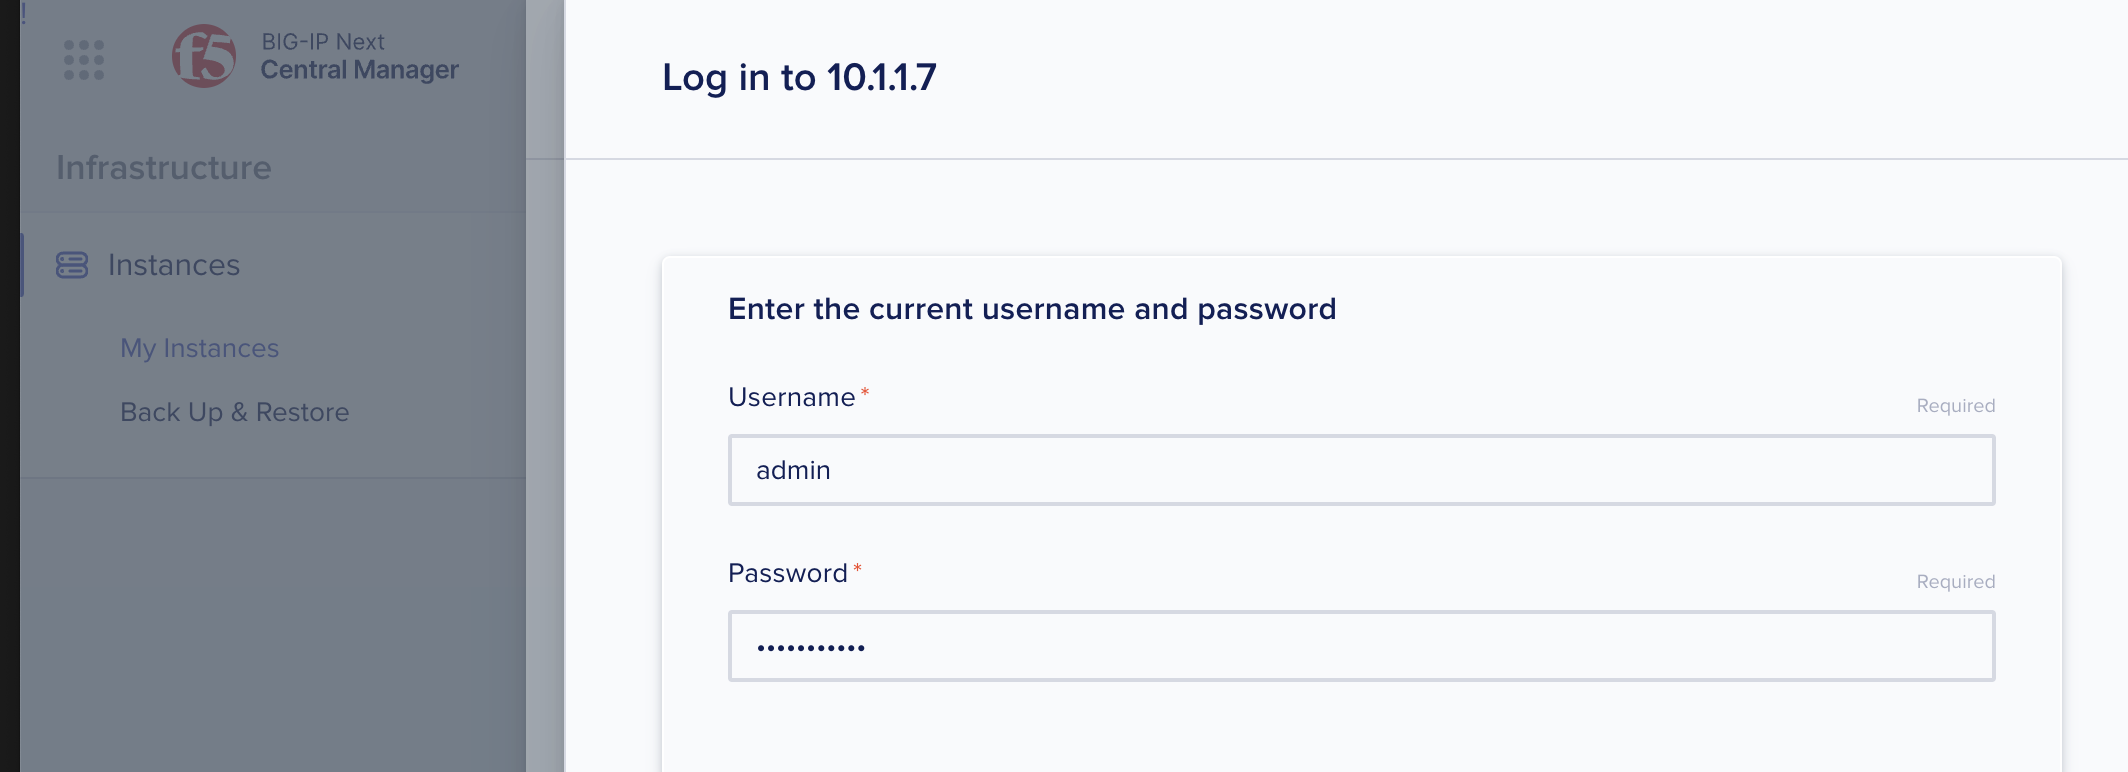 !
f5
BIG-IP Next
Central Manager
Infrastructure
Instances
My Instances
Back Up & Restore
Log in to 10.1.1.7
Enter the current username and password
Username *
Required
admin
Password *
Required
•••••••••••